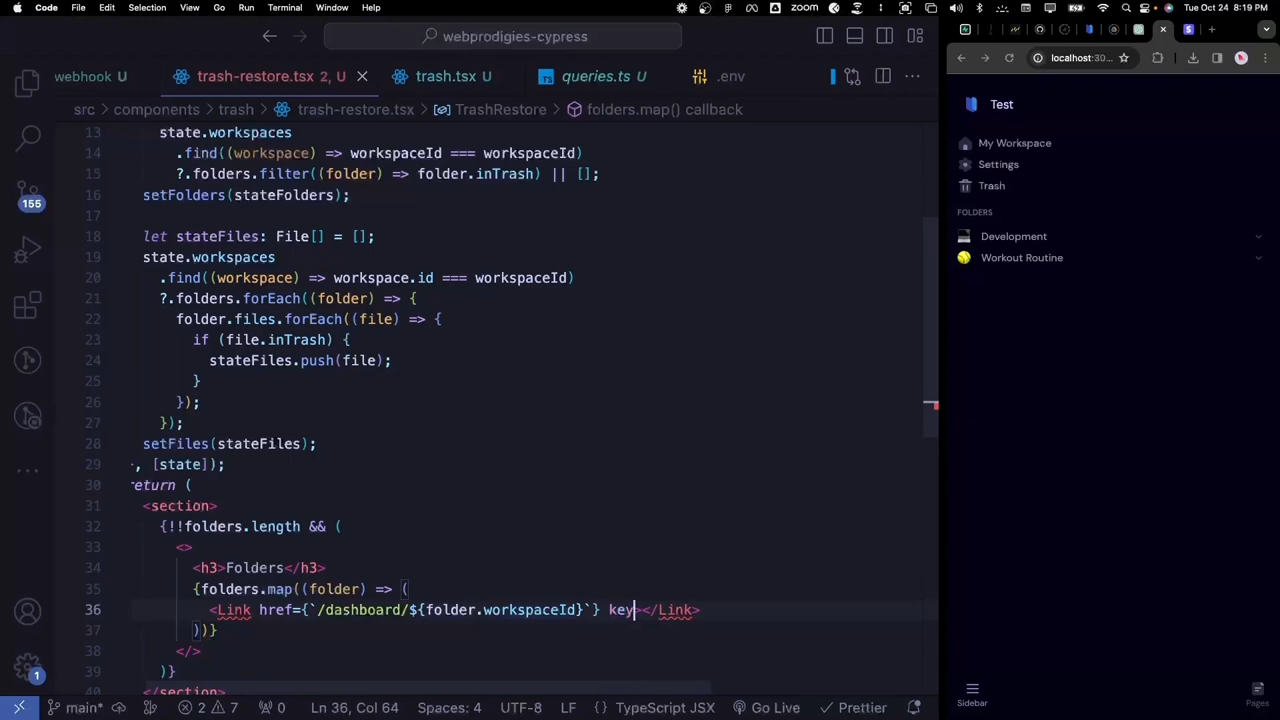 Code File Edit Selection View Go Run Terminal Window Help
zoom
Tue Oct 24 8:19 PM
webprodigies-cypress
webhook U
trash-restore.tsx 2, U
trash.tsx U
queries.ts U
.env
src > components > trash > trash-restore.tsx > TrashRestore > folders.map() callback
13 state.workspaces
14 .find((workspace) => workspaceId === workspaceId)
15 ?.folders.filter((folder) => folder.inTrash) || [];
16 setFolders(stateFolders);
17
18 let stateFiles: File[] = [];
19 state.workspaces
20 .find((workspace) => workspace.id === workspaceId)
21 ?.folders.forEach((folder) => {
22 folder.files.forEach((file) => {
23 if (file.inTrash) {
24 stateFiles.push(file);
25 }
26 });
27 });
28 setFiles(stateFiles);
29 , [state]);
30 eturn (
31 <section>
32 {!!folders.length && (
33 <>
34 <h3>Folders</h3>
35 {folders.map((folder) => (
36 <Link href={`/dashboard/${folder.workspaceId}`} key></Link>
37 ))}
38 </>
39 )}
40 </section>
155
1
main*
2 7
0
Ln 36, Col 64
Spaces: 4
UTF-8
LF
TypeScript JSX
Go Live
Prettier
localhost:30...
Test
My Workspace
Settings
Trash
FOLDERS
Development
Workout Routine
Sidebar
Pages